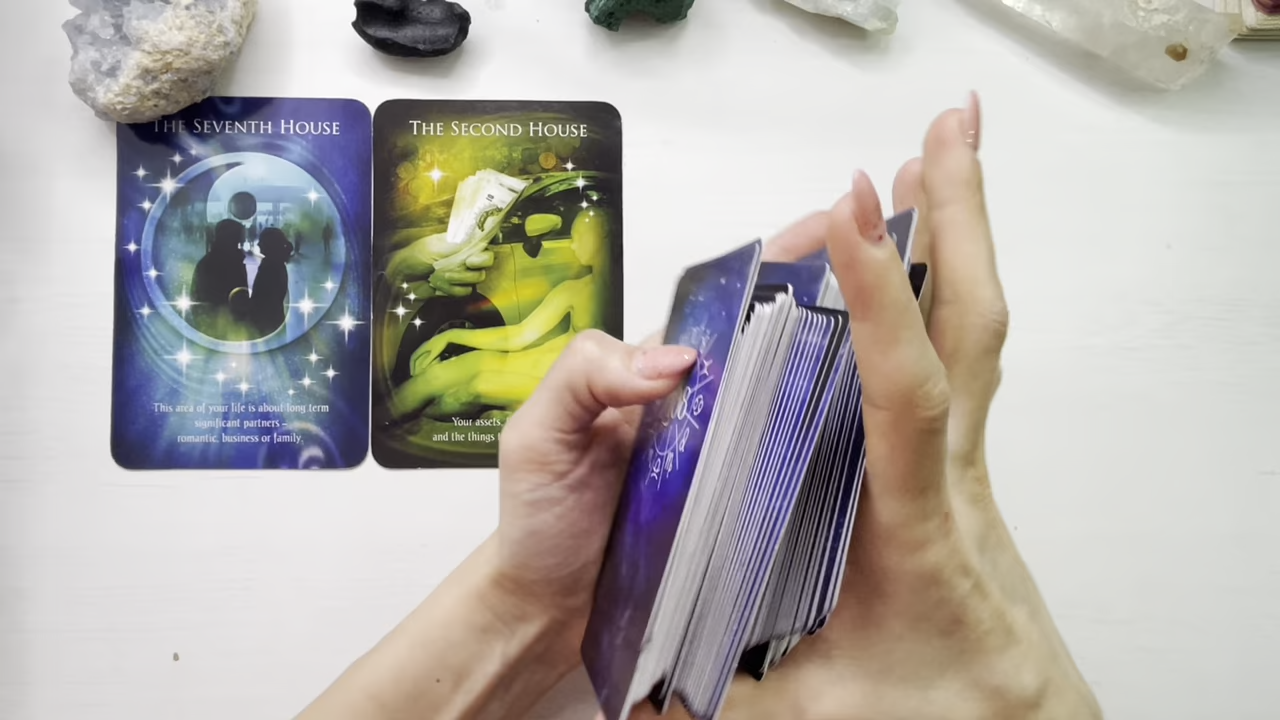 THE SEVENTH HOUSE
THE SECOND HOUSE
This area of your life is about long term
significant partners –
romantic, business or family.
Your assets,
and the things